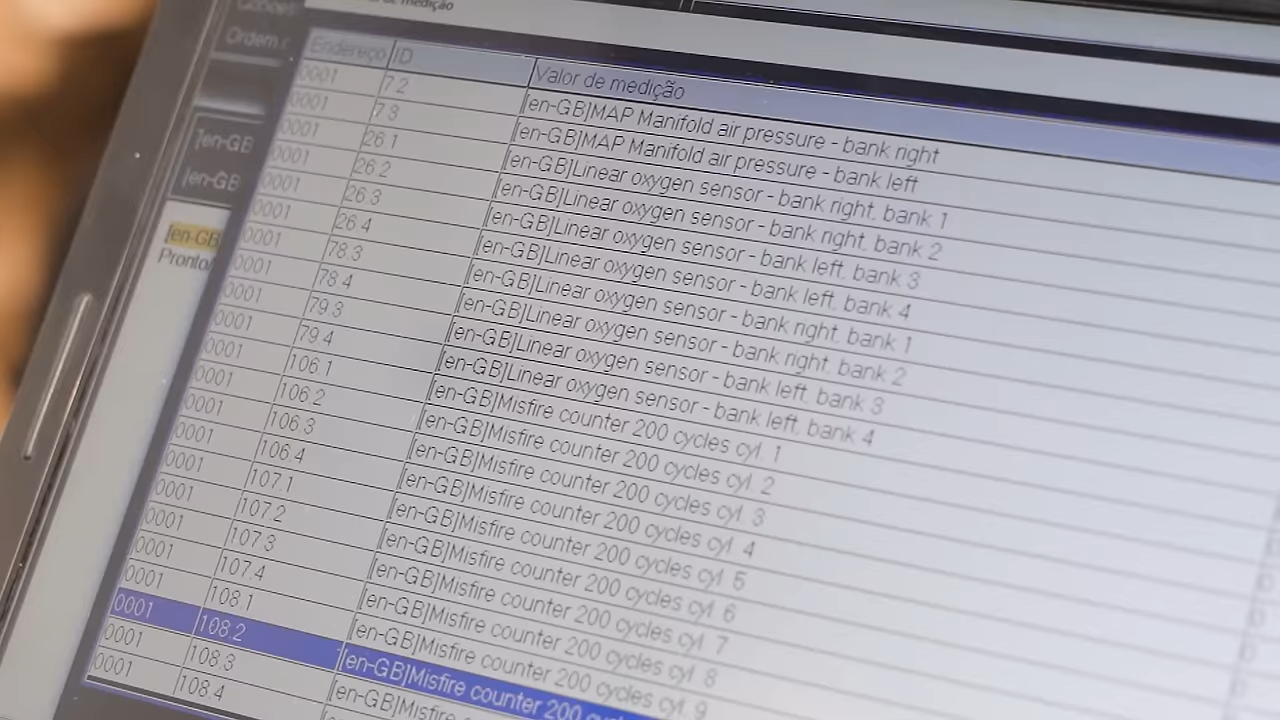 de medição
Ordem
[en-GB
[en-GB
[en-GB
Pronto/
Endereço ID Valor de medição
0001 7.2 [en-GB]MAP Manifold air pressure - bank right
0001 7.3 [en-GB]MAP Manifold air pressure - bank left
0001 26.1 [en-GB]Linear oxygen sensor - bank right, bank 1
0001 26.2 [en-GB]Linear oxygen sensor - bank right, bank 2
0001 26.3 [en-GB]Linear oxygen sensor - bank left, bank 3
0001 26.4 [en-GB]Linear oxygen sensor - bank left, bank 4
0001 78.3 [en-GB]Linear oxygen sensor - bank right, bank 1
0001 78.4 [en-GB]Linear oxygen sensor - bank right, bank 2
0001 79.3 [en-GB]Linear oxygen sensor - bank left, bank 3
0001 79.4 [en-GB]Linear oxygen sensor - bank left, bank 4
0001 106.1 [en-GB]Misfire counter 200 cycles cyl. 1
0001 106.2 [en-GB]Misfire counter 200 cycles cyl. 2
0001 106.3 [en-GB]Misfire counter 200 cycles cyl. 3
0001 106.4 [en-GB]Misfire counter 200 cycles cyl. 4
0001 107.1 [en-GB]Misfire counter 200 cycles cyl. 5
0001 107.2 [en-GB]Misfire counter 200 cycles cyl. 6
0001 107.3 [en-GB]Misfire counter 200 cycles cyl. 7
0001 107.4 [en-GB]Misfire counter 200 cycles cyl. 8
0001 108.1 [en-GB]Misfire counter 200 cycles cyl. 9
0001 108.2 [en-GB]Misfire counter 200
0001 108.3 [en-GB]Misfire
0001 108.4